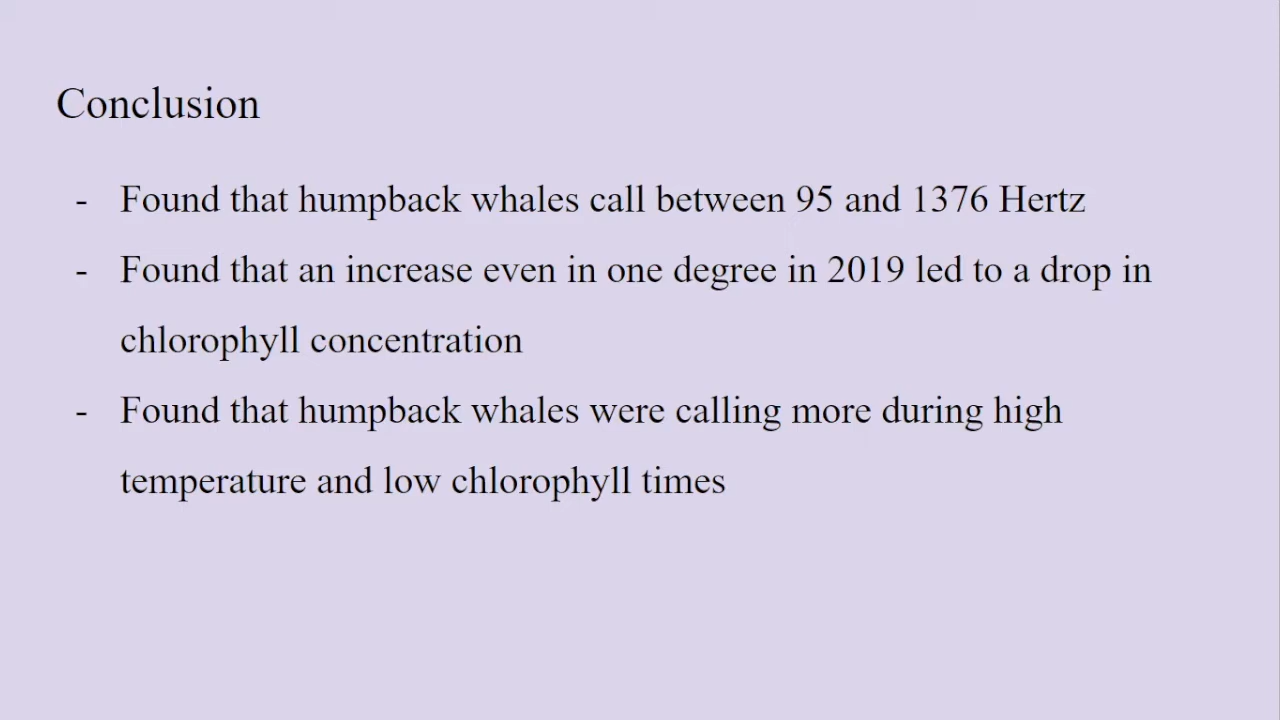 Conclusion
- Found that humpback whales call between 95 and 1376 Hertz
- Found that an increase even in one degree in 2019 led to a drop in
chlorophyll concentration
- Found that humpback whales were calling more during high
temperature and low chlorophyll times